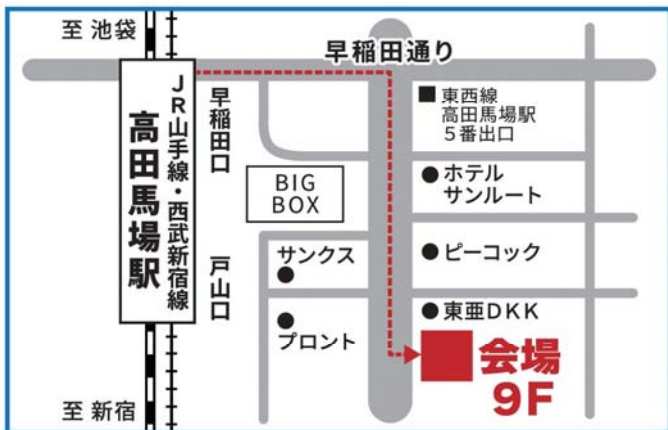 至 池袋
早稲田通り
JR山手線・西武新宿線
高田馬場駅
早稲田口
戸山口
BIG
BOX
■ 東西線
高田馬場駅
5番出口
●ホテル
サンルート
サンクス
●
●ピーコック
●
プロント
●東亜DKK
会場
9F
至 新宿